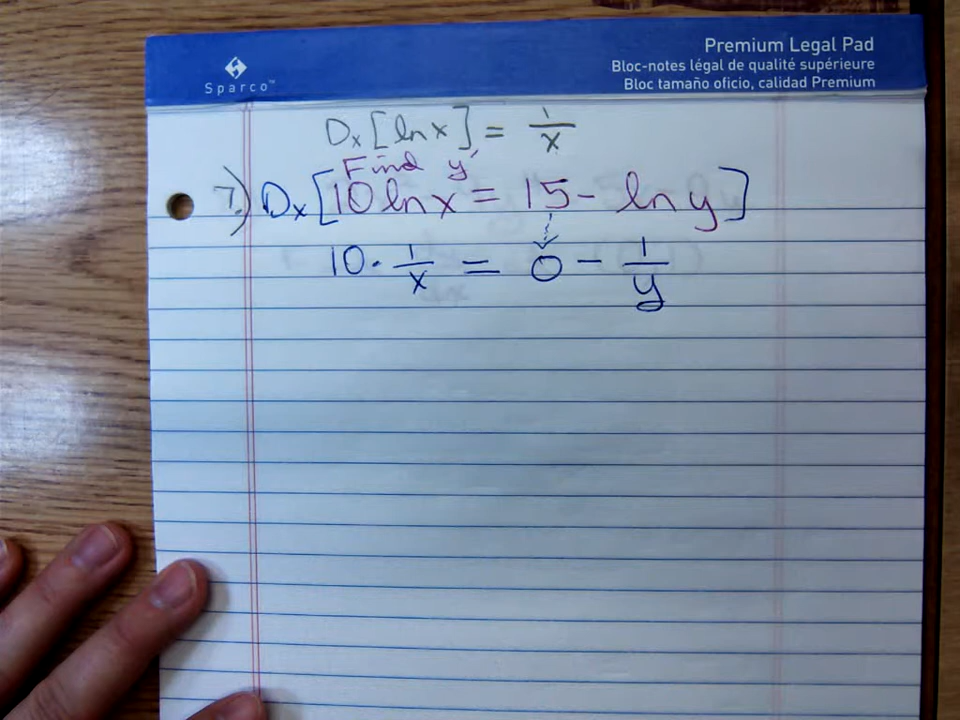 Premium Legal Pad
Bloc-notes légal de qualité supérieure
Bloc tamaño oficio, calidad Premium
Sparco™
Dx [ln x] = 1/x
Find y'
7.) Dx [10 ln x = 15 - ln y]
10 · 1/x = 0 - 1/y